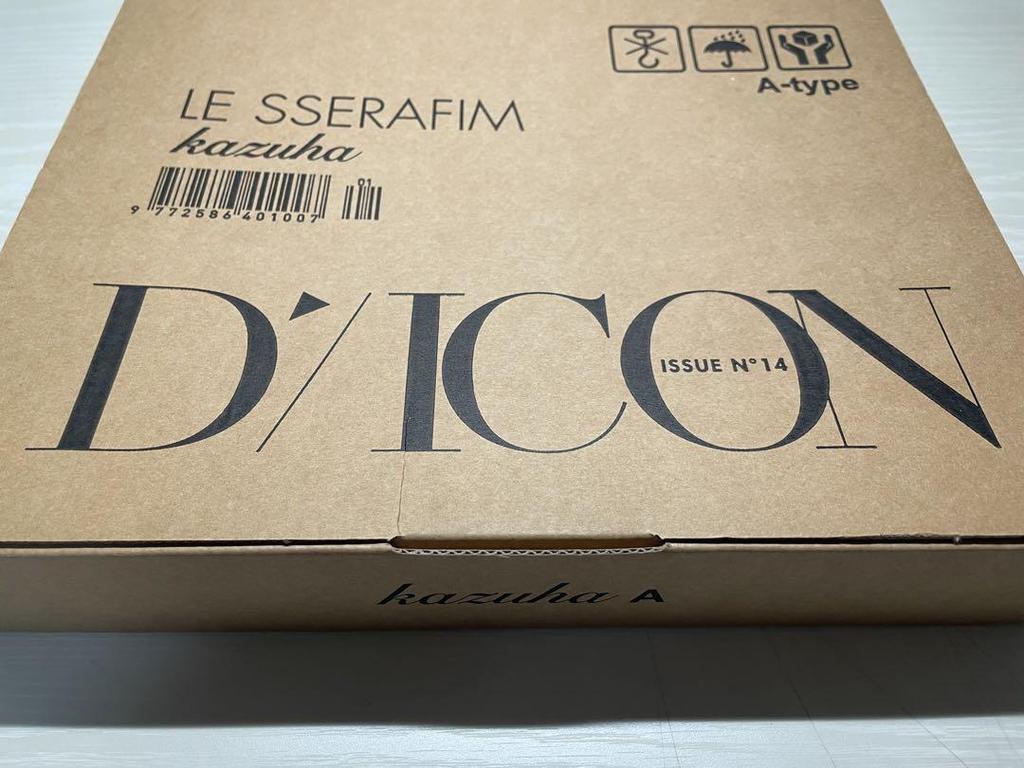 A-type
LE SSERAFIM
kazuha
01
9 772586 401007
D'/ICON
ISSUE N°14
kazuha A